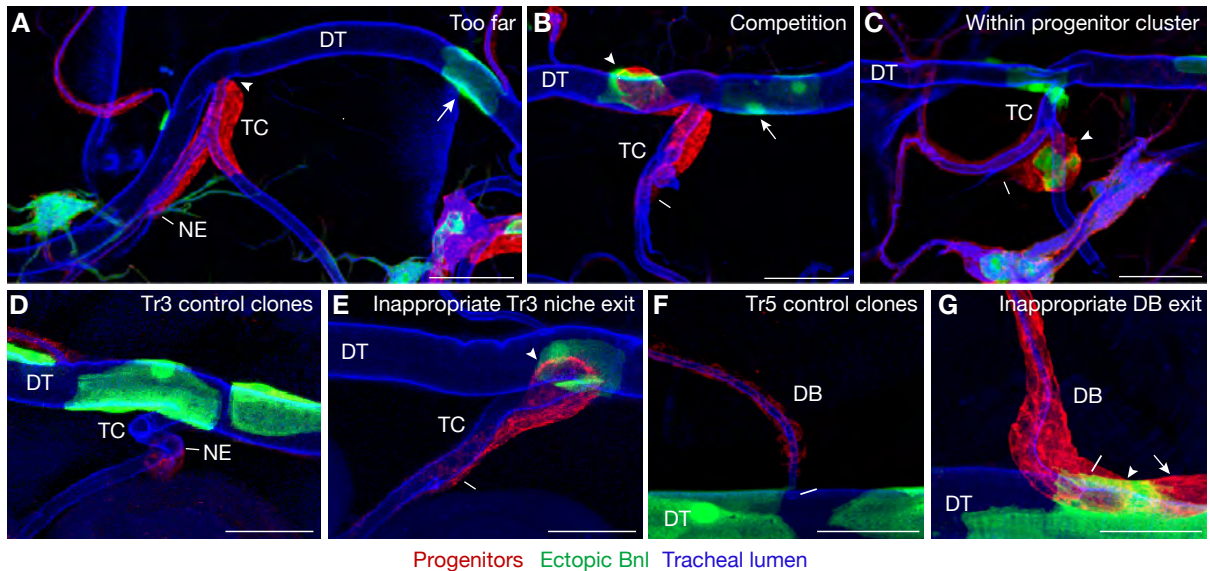 A
Too far
DT
TC
NE
B
Competition
DT
TC
C
Within progenitor cluster
DT
TC
D
Tr3 control clones
DT
TC
NE
E
Inappropriate Tr3 niche exit
DT
TC
F
Tr5 control clones
DB
DT
G
Inappropriate DB exit
DB
DT
Progenitors Ectopic Bnl Tracheal lumen